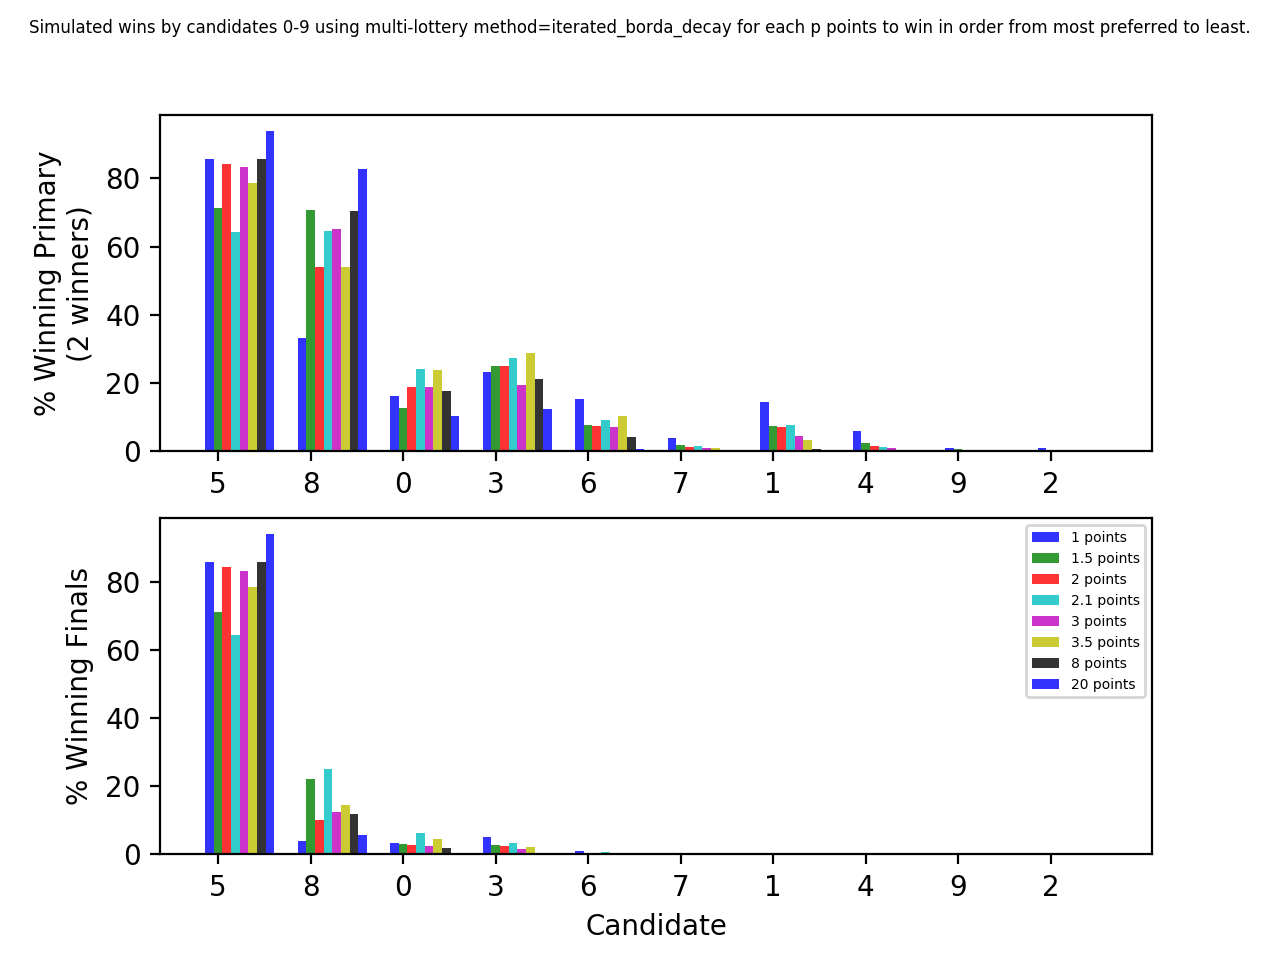 Simulated wins by candidates 0-9 using multi-lottery method=iterated_borda_decay for each p points to win in order from most preferred to least.
% Winning Primary
(2 winners)
80
60
40
20
0
5 8 0 3 6 7 1 4 9 2
% Winning Finals
80
60
40
20
0
1 points
1.5 points
2 points
2.1 points
3 points
3.5 points
8 points
20 points
5 8 0 3 6 7 1 4 9 2
Candidate